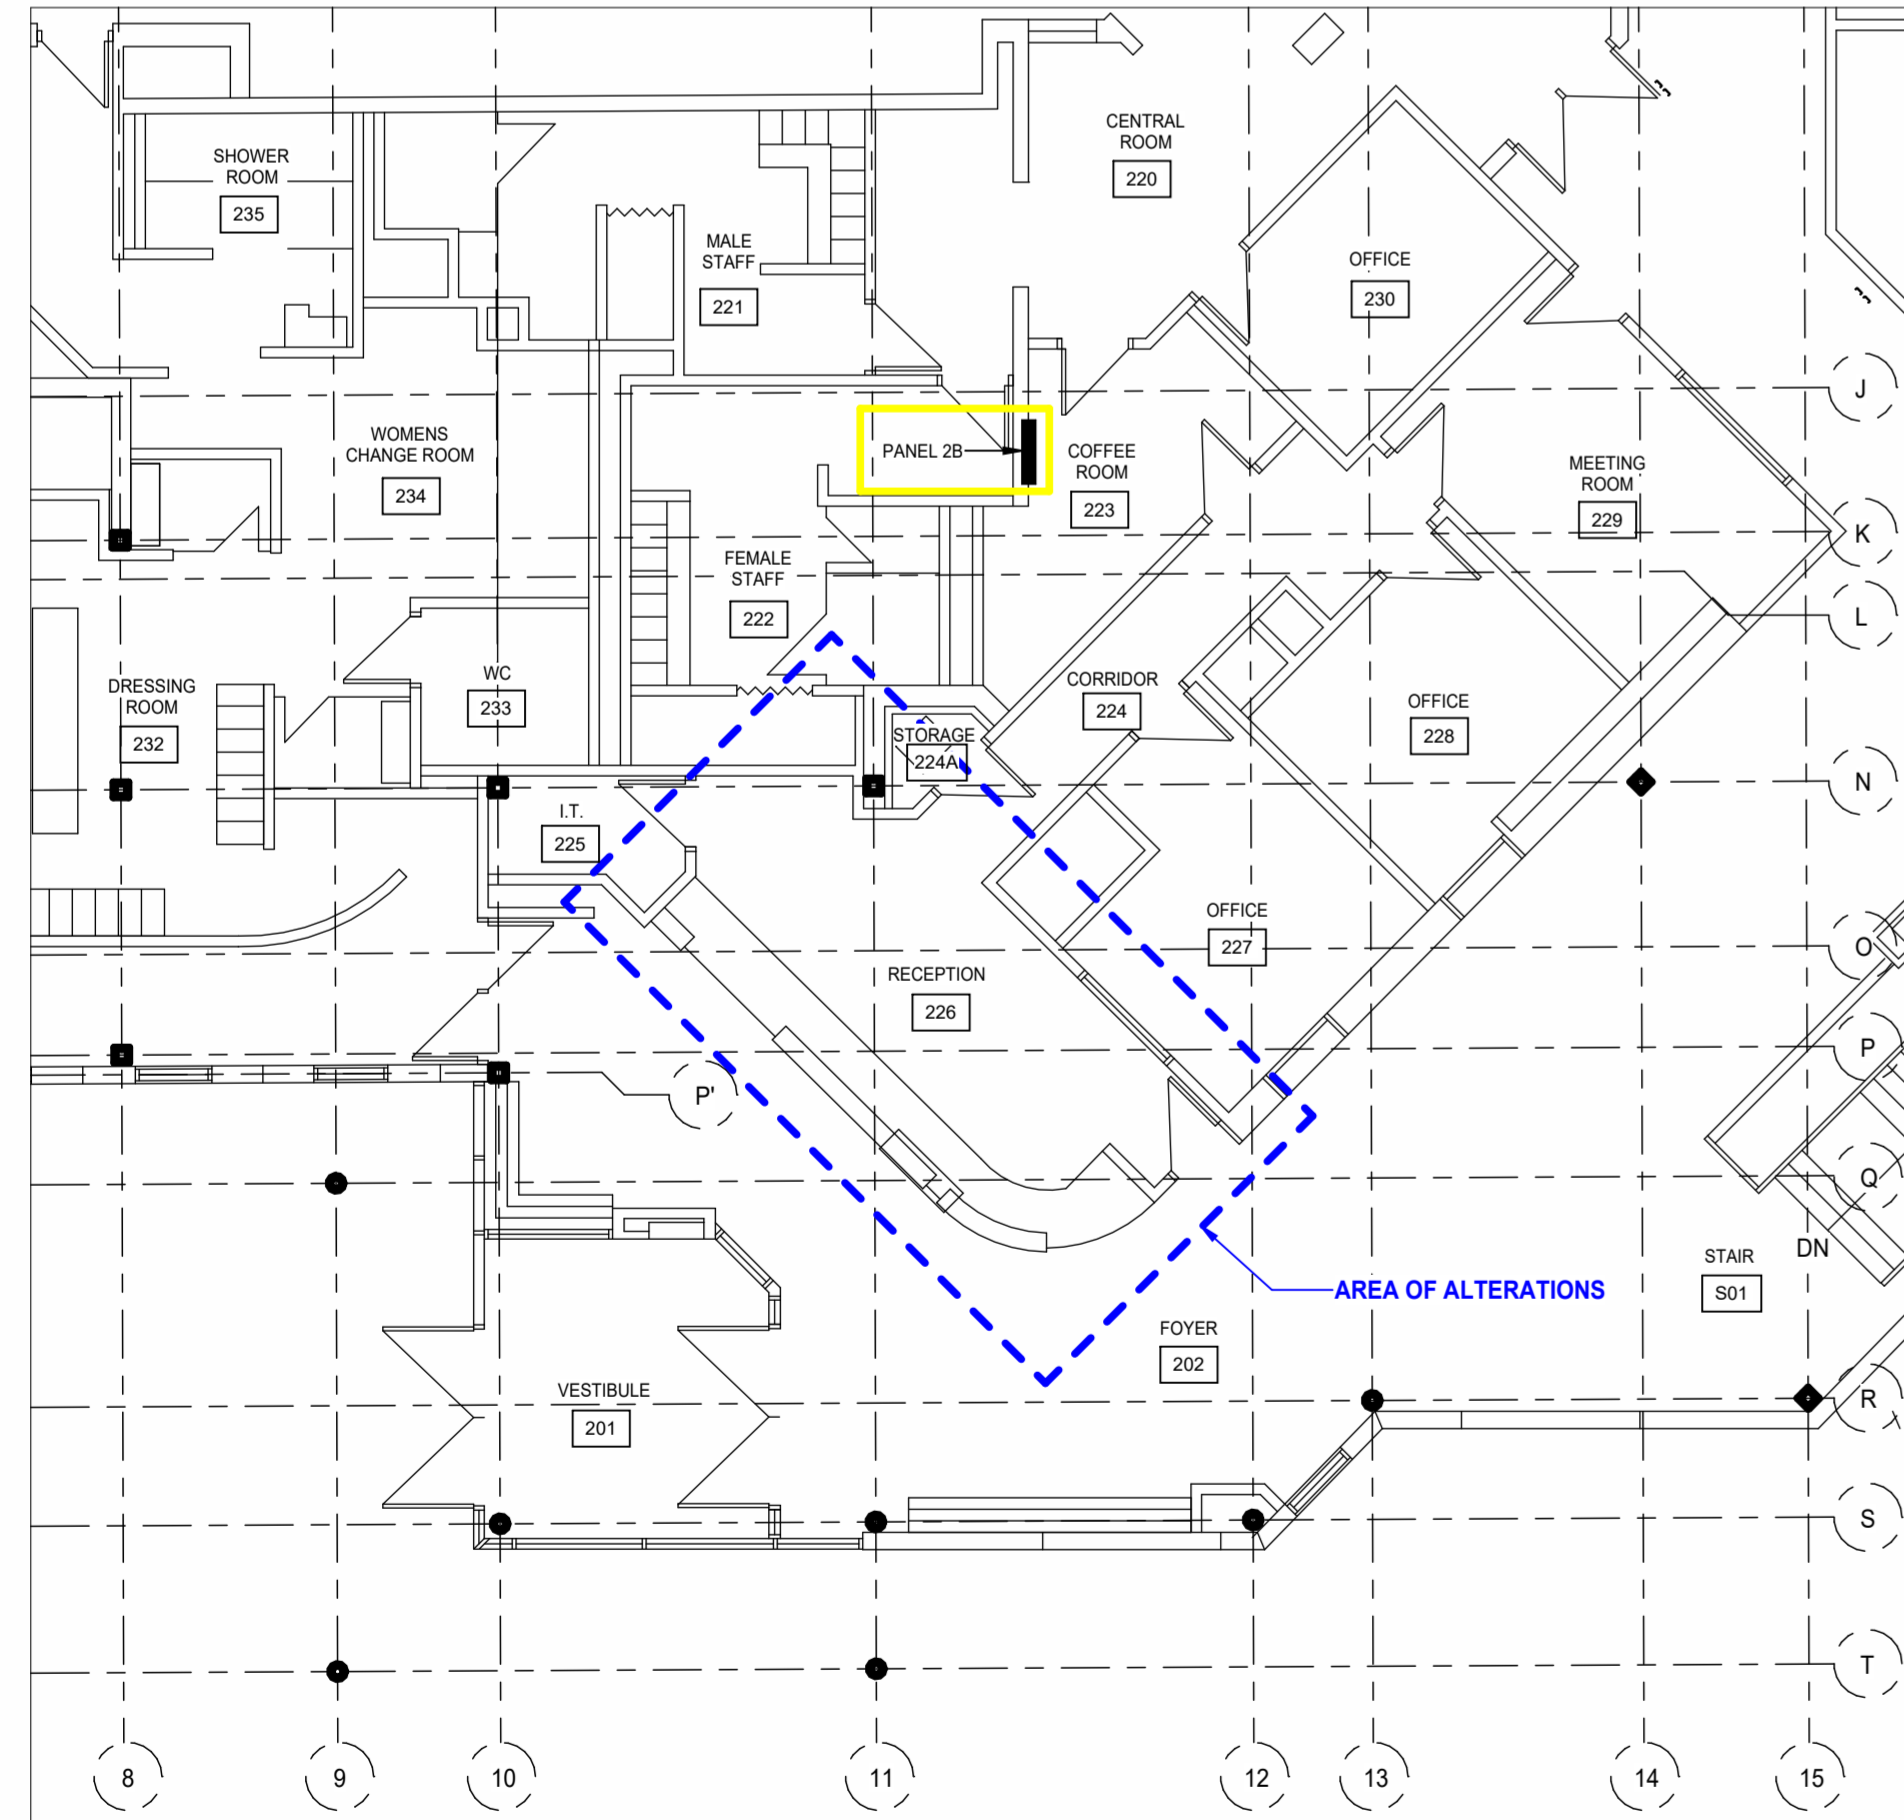 CENTRAL
ROOM
220
SHOWER
ROOM
235
MALE
STAFF
221
OFFICE
230
J
WOMENS
CHANGE ROOM
234
PANEL 2B
COFFEE
ROOM
223
MEETING
ROOM
229
K
FEMALE
STAFF
222
L
WC
233
DRESSING
ROOM
232
CORRIDOR
224
OFFICE
228
STORAGE
224A
N
I.T.
225
OFFICE
227
O
RECEPTION
226
P
P'
Q
DN
STAIR
S01
AREA OF ALTERATIONS
FOYER
202
VESTIBULE
201
R
S
T
8
9
10
11
12
13
14
15